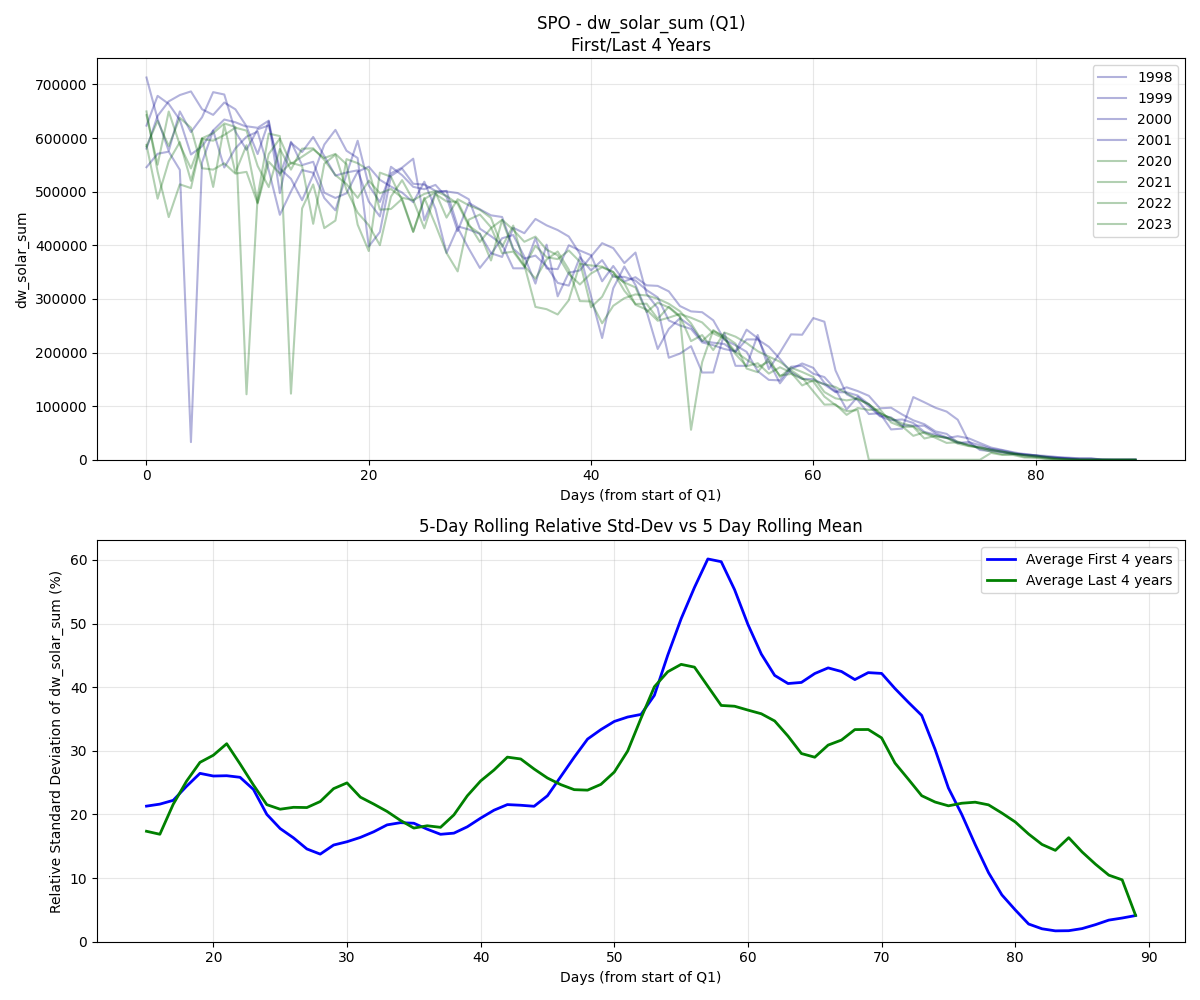 SPO - dw_solar_sum (Q1)
First/Last 4 Years
700000
600000
500000
400000
300000
200000
100000
0
dw_solar_sum
0 20 40 60 80
Days (from start of Q1)
1998
1999
2000
2001
2020
2021
2022
2023
5-Day Rolling Relative Std-Dev vs 5 Day Rolling Mean
60
50
40
30
20
10
0
Relative Standard Deviation of dw_solar_sum (%)
20 30 40 50 60 70 80 90
Days (from start of Q1)
Average First 4 years
Average Last 4 years